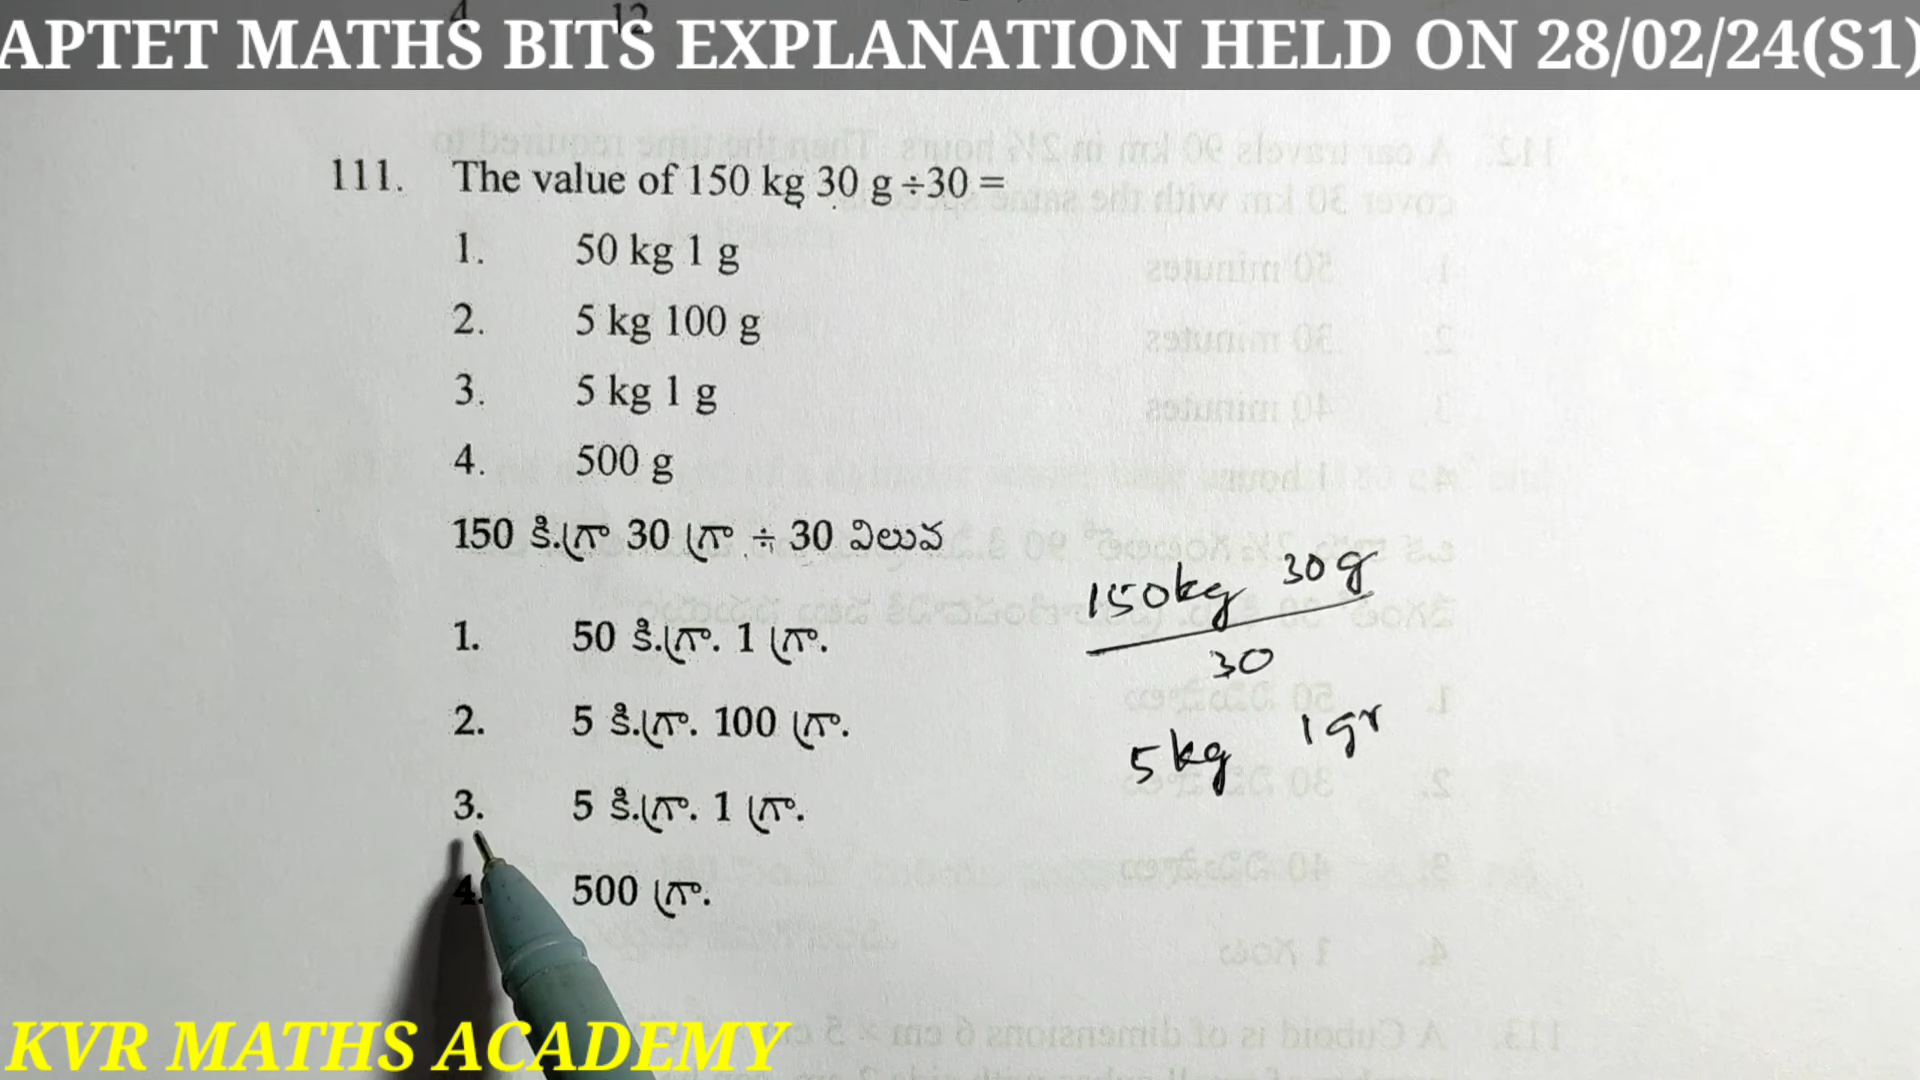 APTET MATHS BITS EXPLANATION HELD ON 28/02/24(S1)
111. The value of 150 kg 30 g ÷30 =
1. 50 kg 1 g
2. 5 kg 100 g
3. 5 kg 1 g
4. 500 g
150 కి.గ్రా 30 గ్రా ÷ 30 విలువ
1. 50 కి.గ్రా. 1 గ్రా.
2. 5 కి.గ్రా. 100 గ్రా.
3. 5 కి.గ్రా. 1 గ్రా.
4. 500 గ్రా.
150kg 30g
30
5kg 1gr
KVR MATHS ACADEMY